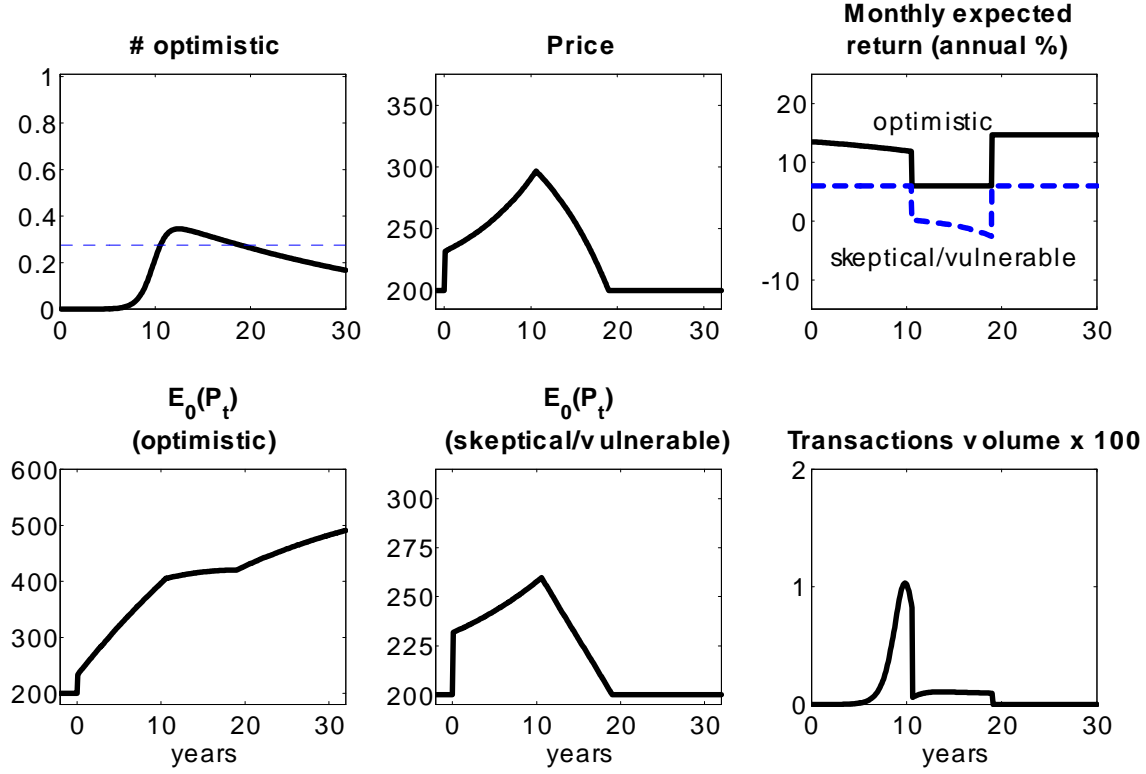 # optimistic
1
0.8
0.6
0.4
0.2
0
0 10 20 30
Price
350
300
250
200
0 10 20 30
Monthly expected
return (annual %)
20
10
0
-10
optimistic
skeptical/vulnerable
0 10 20 30
E0(Pt)
(optimistic)
600
500
400
300
200
0 10 20 30
years
E0(Pt)
(skeptical/vulnerable)
300
275
250
225
200
0 10 20 30
years
Transactions volume x 100
2
1
0
0 10 20 30
years